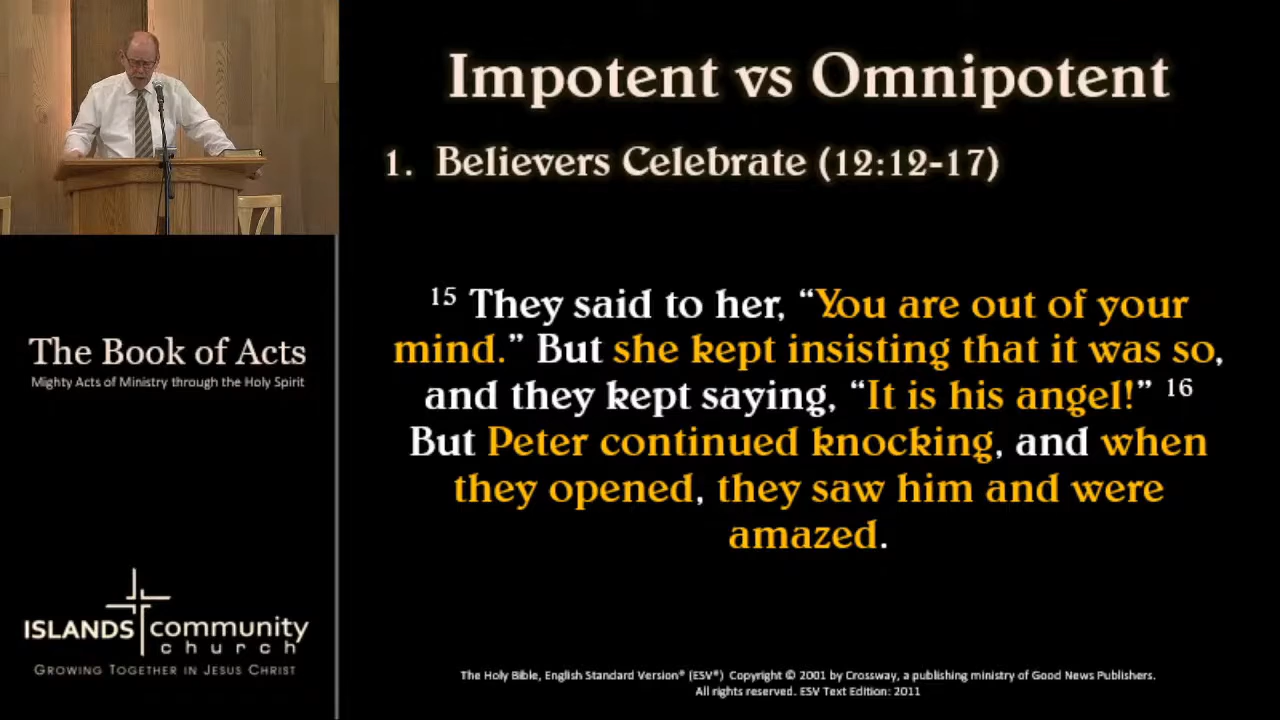 Impotent vs Omnipotent
1. Believers Celebrate (12:12-17)
15 They said to her, “You are out of your
mind.” But she kept insisting that it was so,
and they kept saying, “It is his angel!” 16
But Peter continued knocking, and when
they opened, they saw him and were
amazed.
The Book of Acts
Mighty Acts of Ministry through the Holy Spirit
ISLANDS community
church
GROWING TOGETHER IN JESUS CHRIST
The Holy Bible, English Standard Version® (ESV®) Copyright © 2001 by Crossway, a publishing ministry of Good News Publishers.
All rights reserved. ESV Text Edition: 2011